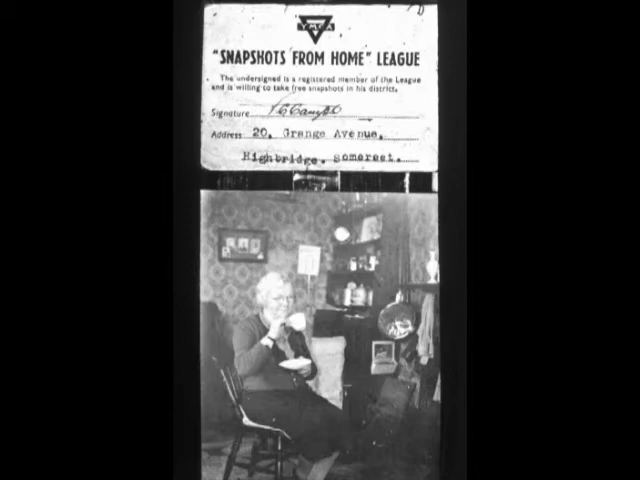 YMCA
"SNAPSHOTS FROM HOME" LEAGUE
The undersigned is a registered member of the League
and is willing to take free snapshots in his district.
Signature
Address 20, Grange Avenue,
Highbridge. Somerset.